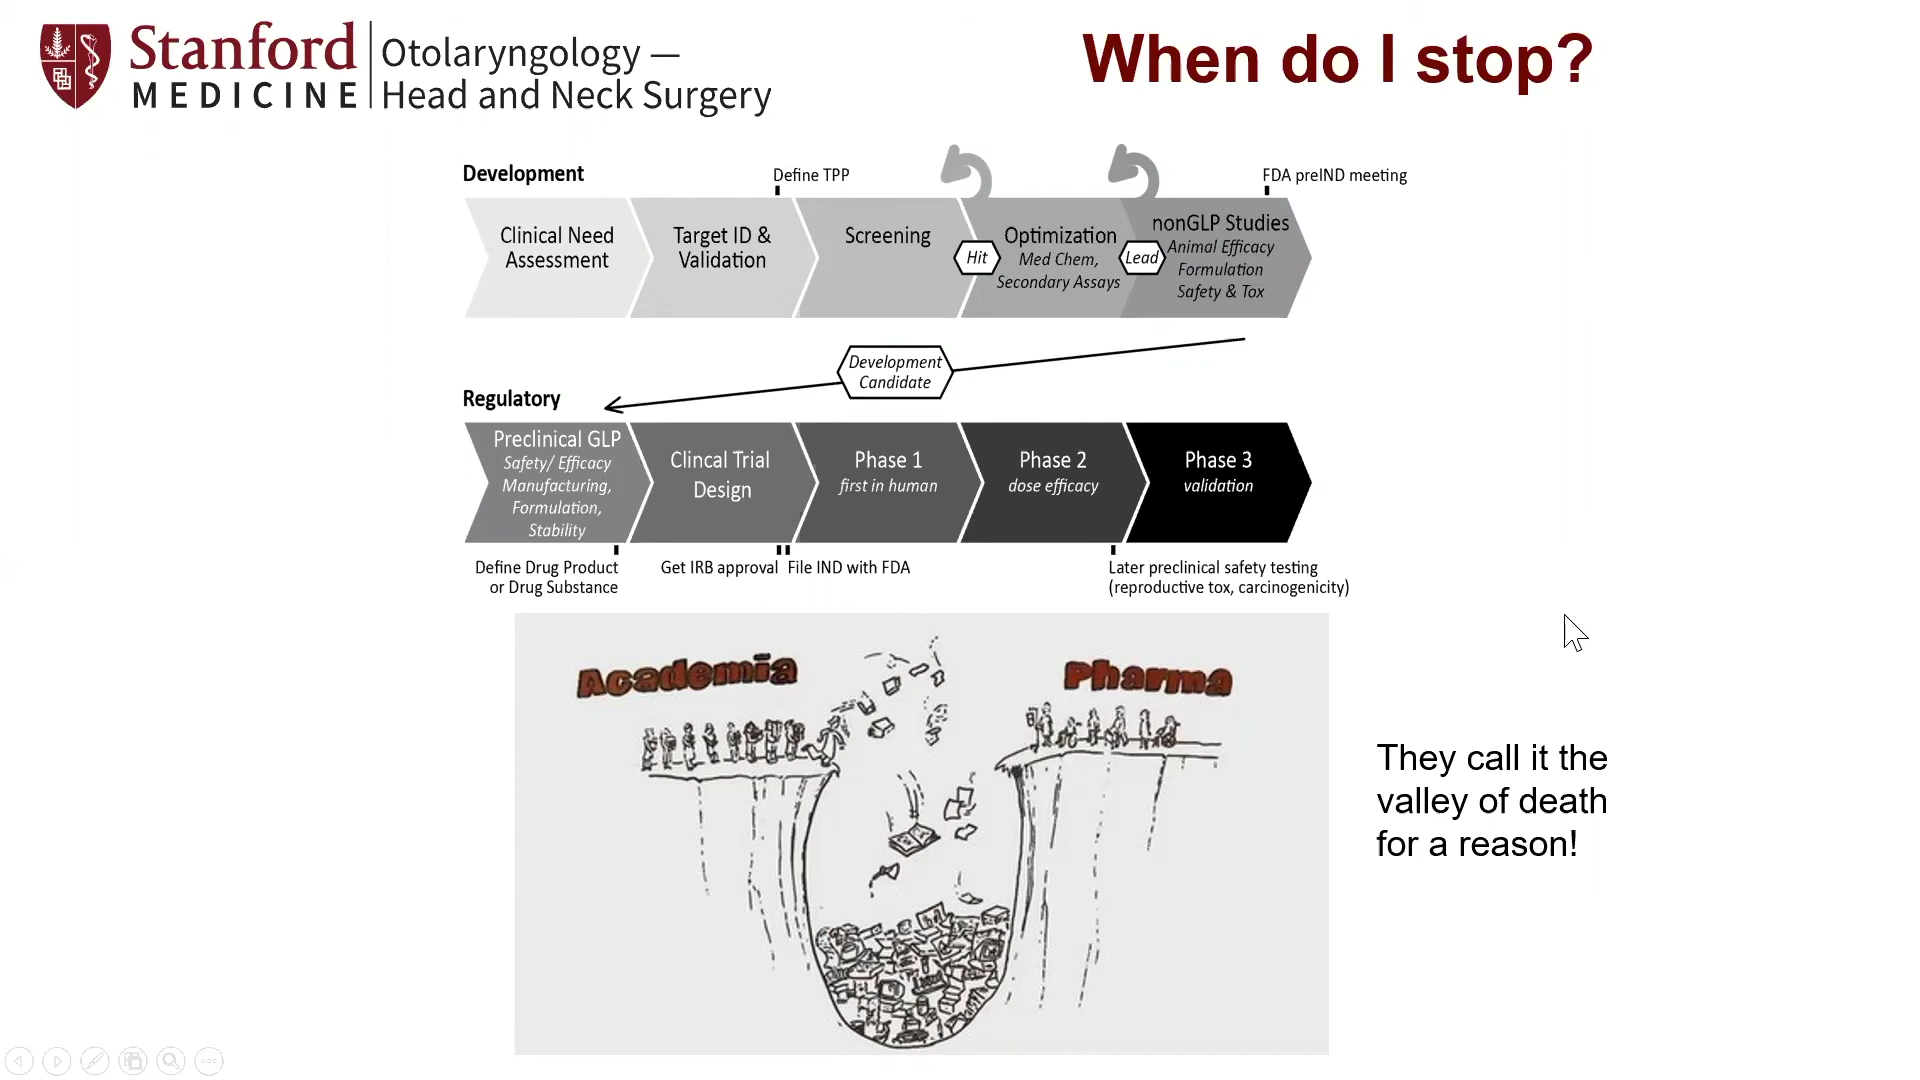 Stanford
MEDICINE
Otolaryngology —
Head and Neck Surgery
When do I stop?
Development
Define TPP
FDA preIND meeting
Clinical Need
Assessment
Target ID &
Validation
Screening
Hit
Optimization
Med Chem,
Secondary Assays
Lead
nonGLP Studies
Animal Efficacy
Formulation
Safety & Tox
Development
Candidate
Regulatory
Preclinical GLP
Safety/ Efficacy
Manufacturing,
Formulation,
Stability
Clincal Trial
Design
Phase 1
first in human
Phase 2
dose efficacy
Phase 3
validation
Define Drug Product
or Drug Substance
Get IRB approval
File IND with FDA
Later preclinical safety testing
(reproductive tox, carcinogenicity)
Academia
Pharma
They call it the
valley of death
for a reason!